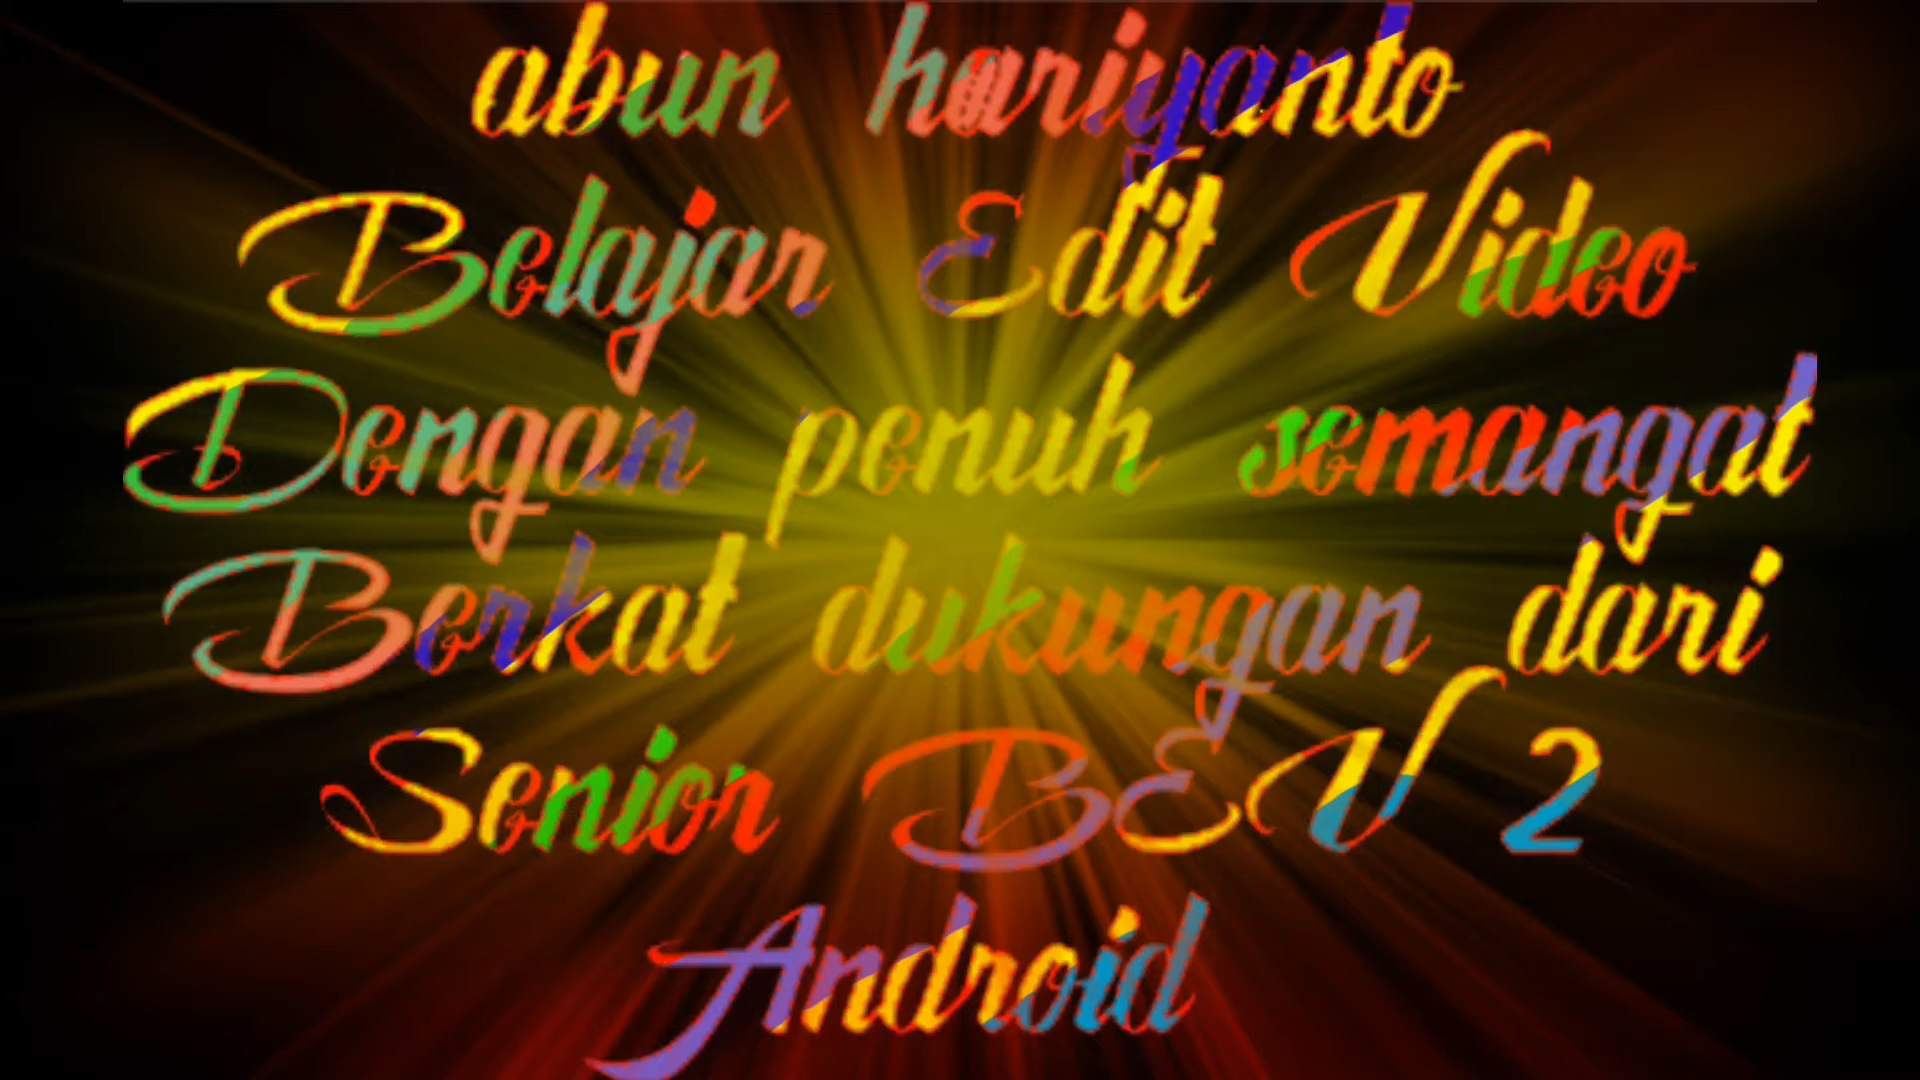 abun hariyanto
Belajar Edit Video
Dengan penuh semangat
Berkat dukungan dari
Senior BEV 2
Android